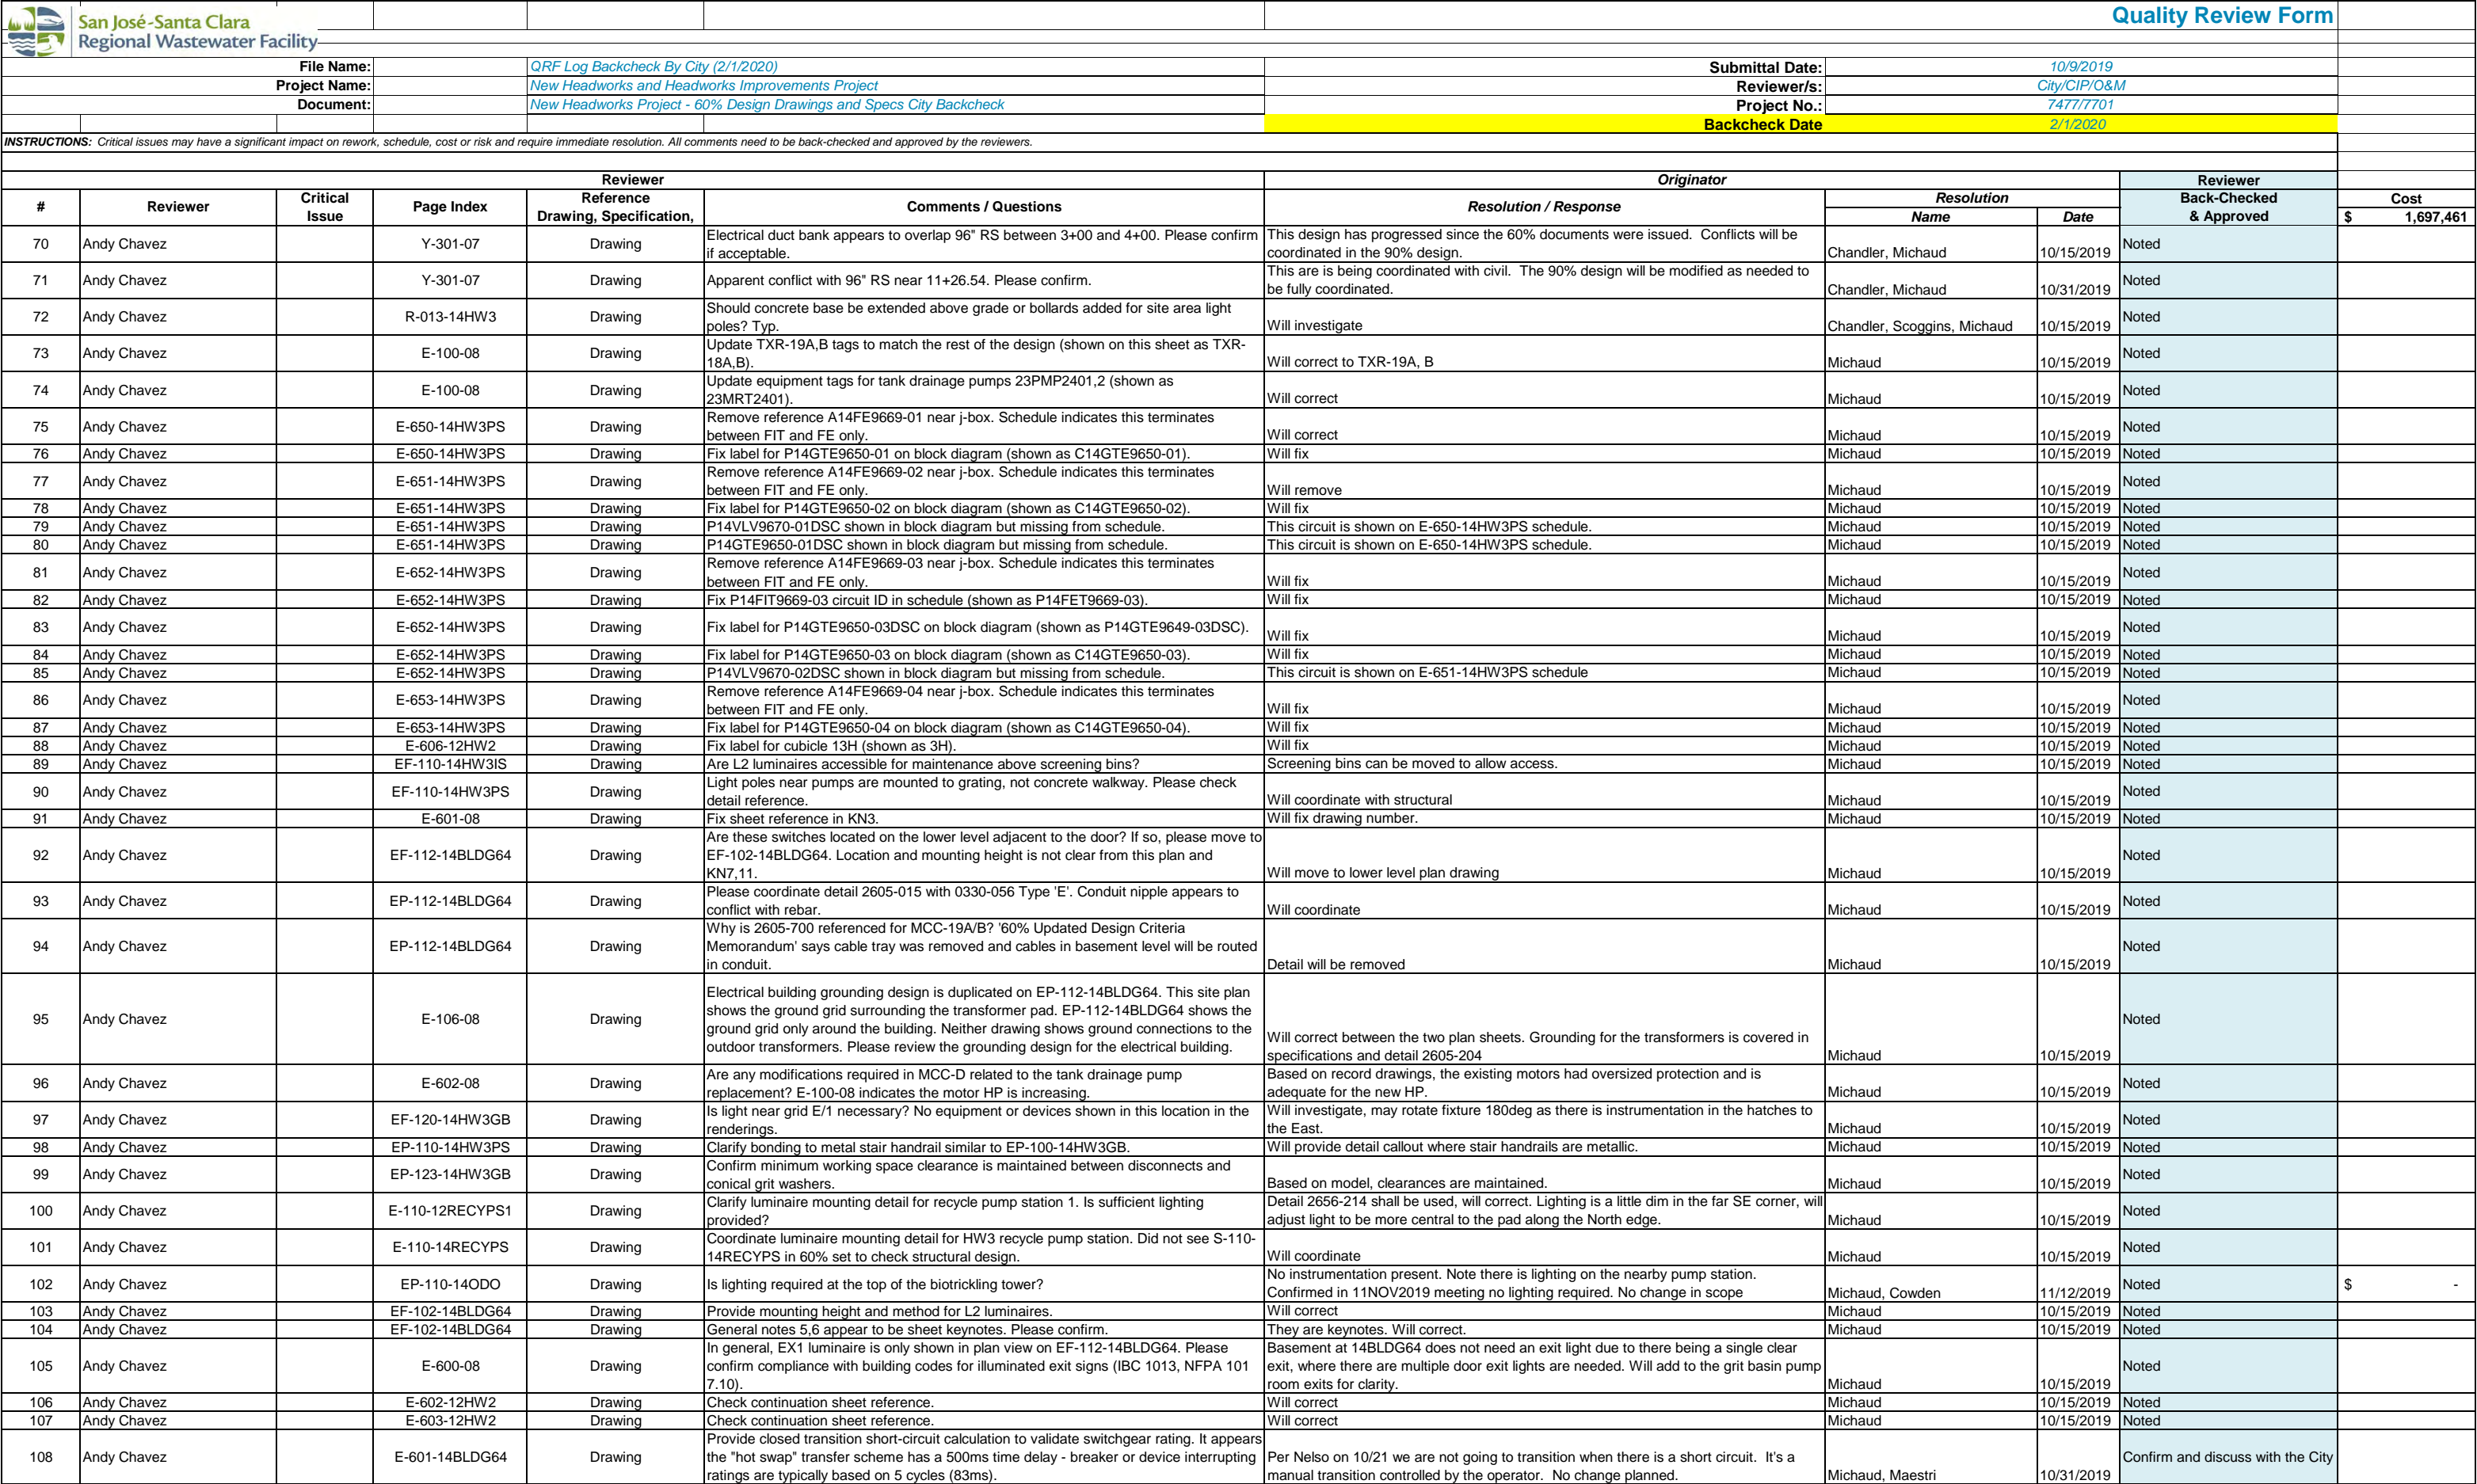 San José-Santa Clara
Regional Wastewater Facility
Quality Review Form
File Name: QRF Log Backcheck By City (2/1/2020) Submittal Date: 10/9/2019
Project Name: New Headworks and Headworks Improvements Project Reviewer/s: City/CIP/O&M
Document: New Headworks Project - 60% Design Drawings and Specs City Backcheck Project No.: 7477/7701
Backcheck Date 2/1/2020
INSTRUCTIONS: Critical issues may have a significant impact on rework, schedule, cost or risk and require immediate resolution. All comments need to be back-checked and approved by the reviewers.
Reviewer Originator Reviewer
# Reviewer Critical Issue Page Index Reference Drawing, Specification, Comments / Questions Resolution / Response Resolution Name Date Back-Checked & Approved Cost
$ 1,697,461
70 Andy Chavez Y-301-07 Drawing Electrical duct bank appears to overlap 96" RS between 3+00 and 4+00. Please confirm
if acceptable. This design has progressed since the 60% documents were issued. Conflicts will be
coordinated in the 90% design. Chandler, Michaud 10/15/2019 Noted
71 Andy Chavez Y-301-07 Drawing Apparent conflict with 96" RS near 11+26.54. Please confirm. This are is being coordinated with civil. The 90% design will be modified as needed to
be fully coordinated. Chandler, Michaud 10/31/2019 Noted
72 Andy Chavez R-013-14HW3 Drawing Should concrete base be extended above grade or bollards added for site area light
poles? Typ. Will investigate Chandler, Scoggins, Michaud 10/15/2019 Noted
73 Andy Chavez E-100-08 Drawing Update TXR-19A,B tags to match the rest of the design (shown on this sheet as TXR-
18A,B). Will correct to TXR-19A, B Michaud 10/15/2019 Noted
74 Andy Chavez E-100-08 Drawing Update equipment tags for tank drainage pumps 23PMP2401,2 (shown as
23MRT2401). Will correct Michaud 10/15/2019 Noted
75 Andy Chavez E-650-14HW3PS Drawing Remove reference A14FE9669-01 near j-box. Schedule indicates this terminates
between FIT and FE only. Will correct Michaud 10/15/2019 Noted
76 Andy Chavez E-650-14HW3PS Drawing Fix label for P14GTE9650-01 on block diagram (shown as C14GTE9650-01). Will fix Michaud 10/15/2019 Noted
77 Andy Chavez E-651-14HW3PS Drawing Remove reference A14FE9669-02 near j-box. Schedule indicates this terminates
between FIT and FE only. Will remove Michaud 10/15/2019 Noted
78 Andy Chavez E-651-14HW3PS Drawing Fix label for P14GTE9650-02 on block diagram (shown as C14GTE9650-02). Will fix Michaud 10/15/2019 Noted
79 Andy Chavez E-651-14HW3PS Drawing P14VLV9670-01DSC shown in block diagram but missing from schedule. This circuit is shown on E-650-14HW3PS schedule. Michaud 10/15/2019 Noted
80 Andy Chavez E-651-14HW3PS Drawing P14GTE9650-01DSC shown in block diagram but missing from schedule. This circuit is shown on E-650-14HW3PS schedule. Michaud 10/15/2019 Noted
81 Andy Chavez E-652-14HW3PS Drawing Remove reference A14FE9669-03 near j-box. Schedule indicates this terminates
between FIT and FE only. Will fix Michaud 10/15/2019 Noted
82 Andy Chavez E-652-14HW3PS Drawing Fix P14FIT9669-03 circuit ID in schedule (shown as P14FET9669-03). Will fix Michaud 10/15/2019 Noted
83 Andy Chavez E-652-14HW3PS Drawing Fix label for P14GTE9650-03DSC on block diagram (shown as P14GTE9649-03DSC). Will fix Michaud 10/15/2019 Noted
84 Andy Chavez E-652-14HW3PS Drawing Fix label for P14GTE9650-03 on block diagram (shown as C14GTE9650-03). Will fix Michaud 10/15/2019 Noted
85 Andy Chavez E-652-14HW3PS Drawing P14VLV9670-02DSC shown in block diagram but missing from schedule. This circuit is shown on E-651-14HW3PS schedule Michaud 10/15/2019 Noted
86 Andy Chavez E-653-14HW3PS Drawing Remove reference A14FE9669-04 near j-box. Schedule indicates this terminates
between FIT and FE only. Will fix Michaud 10/15/2019 Noted
87 Andy Chavez E-653-14HW3PS Drawing Fix label for P14GTE9650-04 on block diagram (shown as C14GTE9650-04). Will fix Michaud 10/15/2019 Noted
88 Andy Chavez E-606-12HW2 Drawing Fix label for cubicle 13H (shown as 3H). Will fix Michaud 10/15/2019 Noted
89 Andy Chavez EF-110-14HW3IS Drawing Are L2 luminaires accessible for maintenance above screening bins? Screening bins can be moved to allow access. Michaud 10/15/2019 Noted
90 Andy Chavez EF-110-14HW3PS Drawing Light poles near pumps are mounted to grating, not concrete walkway. Please check
detail reference. Will coordinate with structural Michaud 10/15/2019 Noted
91 Andy Chavez E-601-08 Drawing Fix sheet reference in KN3. Will fix drawing number. Michaud 10/15/2019 Noted
92 Andy Chavez EF-112-14BLDG64 Drawing Are these switches located on the lower level adjacent to the door? If so, please move to
EF-102-14BLDG64. Location and mounting height is not clear from this plan and
KN7,11. Will move to lower level plan drawing Michaud 10/15/2019 Noted
93 Andy Chavez EP-112-14BLDG64 Drawing Please coordinate detail 2605-015 with 0330-056 Type 'E'. Conduit nipple appears to
conflict with rebar. Will coordinate Michaud 10/15/2019 Noted
94 Andy Chavez EP-112-14BLDG64 Drawing Why is 2605-700 referenced for MCC-19A/B? '60% Updated Design Criteria
Memorandum' says cable tray was removed and cables in basement level will be routed
in conduit. Detail will be removed Michaud 10/15/2019 Noted
95 Andy Chavez E-106-08 Drawing Electrical building grounding design is duplicated on EP-112-14BLDG64. This site plan
shows the ground grid surrounding the transformer pad. EP-112-14BLDG64 shows the
ground grid only around the building. Neither drawing shows ground connections to the
outdoor transformers. Please review the grounding design for the electrical building. Will correct between the two plan sheets. Grounding for the transformers is covered in
specifications and detail 2605-204 Michaud 10/15/2019 Noted
96 Andy Chavez E-602-08 Drawing Are any modifications required in MCC-D related to the tank drainage pump
replacement? E-100-08 indicates the motor HP is increasing. Based on record drawings, the existing motors had oversized protection and is
adequate for the new HP. Michaud 10/15/2019 Noted
97 Andy Chavez EF-120-14HW3GB Drawing Is light near grid E/1 necessary? No equipment or devices shown in this location in the
renderings. Will investigate, may rotate fixture 180deg as there is instrumentation in the hatches to
the East. Michaud 10/15/2019 Noted
98 Andy Chavez EP-110-14HW3PS Drawing Clarify bonding to metal stair handrail similar to EP-100-14HW3GB. Will provide detail callout where stair handrails are metallic. Michaud 10/15/2019 Noted
99 Andy Chavez EP-123-14HW3GB Drawing Confirm minimum working space clearance is maintained between disconnects and
conical grit washers. Based on model, clearances are maintained. Michaud 10/15/2019 Noted
100 Andy Chavez E-110-12RECYPS1 Drawing Clarify luminaire mounting detail for recycle pump station 1. Is sufficient lighting
provided? Detail 2656-214 shall be used, will correct. Lighting is a little dim in the far SE corner, will
adjust light to be more central to the pad along the North edge. Michaud 10/15/2019 Noted
101 Andy Chavez E-110-14RECYPS Drawing Coordinate luminaire mounting detail for HW3 recycle pump station. Did not see S-110-
14RECYPS in 60% set to check structural design. Will coordinate Michaud 10/15/2019 Noted
102 Andy Chavez EP-110-14ODO Drawing Is lighting required at the top of the biotrickling tower? No instrumentation present. Note there is lighting on the nearby pump station.
Confirmed in 11NOV2019 meeting no lighting required. No change in scope Michaud, Cowden 11/12/2019 Noted $ -
103 Andy Chavez EF-102-14BLDG64 Drawing Provide mounting height and method for L2 luminaires. Will correct Michaud 10/15/2019 Noted
104 Andy Chavez EF-102-14BLDG64 Drawing General notes 5,6 appear to be sheet keynotes. Please confirm. They are keynotes. Will correct. Michaud 10/15/2019 Noted
105 Andy Chavez E-600-08 Drawing In general, EX1 luminaire is only shown in plan view on EF-112-14BLDG64. Please
confirm compliance with building codes for illuminated exit signs (IBC 1013, NFPA 101
7.10). Basement at 14BLDG64 does not need an exit light due to there being a single clear
exit, where there are multiple door exit lights are needed. Will add to the grit basin pump
room exits for clarity. Michaud 10/15/2019 Noted
106 Andy Chavez E-602-12HW2 Drawing Check continuation sheet reference. Will correct Michaud 10/15/2019 Noted
107 Andy Chavez E-603-12HW2 Drawing Check continuation sheet reference. Will correct Michaud 10/15/2019 Noted
108 Andy Chavez E-601-14BLDG64 Drawing Provide closed transition short-circuit calculation to validate switchgear rating. It appears
the "hot swap" transfer scheme has a 500ms time delay - breaker or device interrupting
ratings are typically based on 5 cycles (83ms). Per Nelso on 10/21 we are not going to transition when there is a short circuit. It's a
manual transition controlled by the operator. No change planned. Michaud, Maestri 10/31/2019 Confirm and discuss with the City